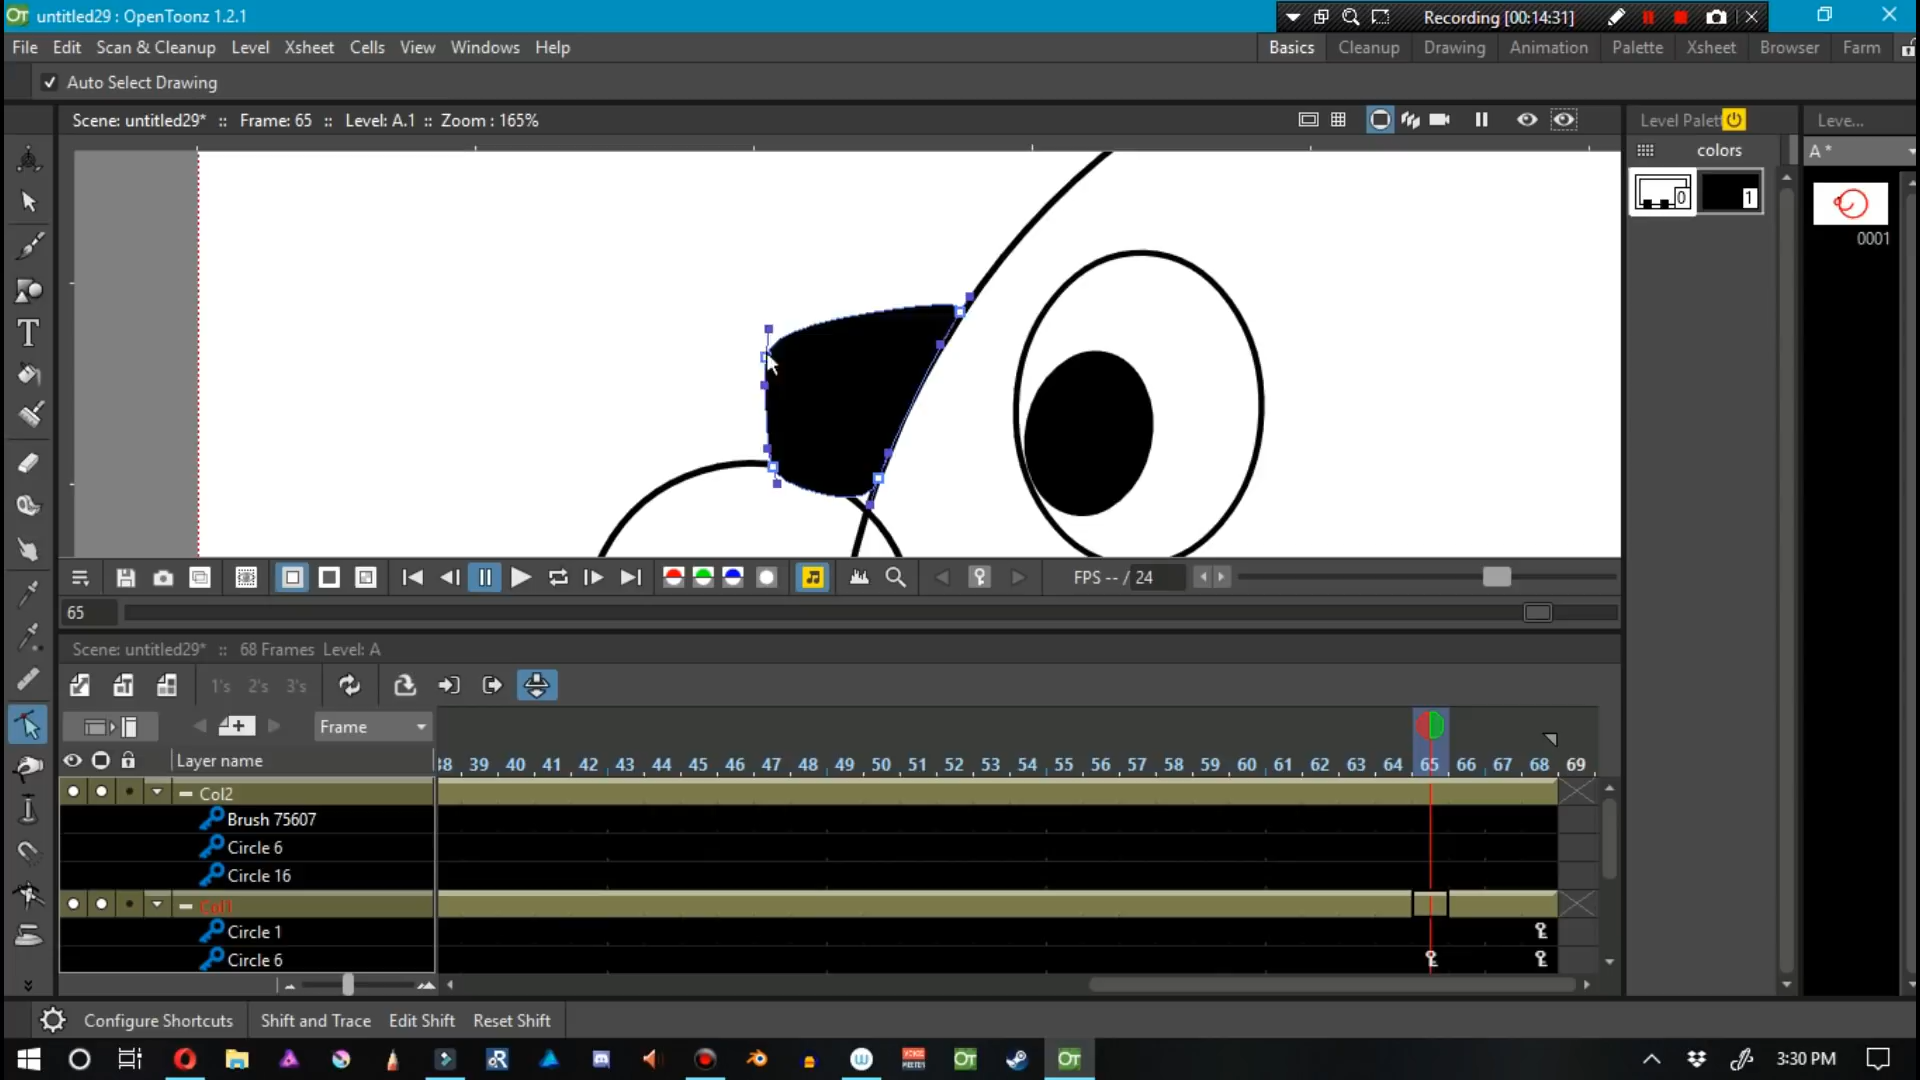 untitled29 : OpenToonz 1.2.1
Recording [00:14:31]
File Edit Scan & Cleanup Level Xsheet Cells View Windows Help
Basics Cleanup Drawing Animation Palette Xsheet Browser Farm
Auto Select Drawing
Scene: untitled29* :: Frame: 65 :: Level: A.1 :: Zoom : 165%
Level Palett
Leve...
colors
A *
0
1
0001
FPS -- / 24
65
Scene: untitled29* :: 68 Frames Level: A
1's 2's 3's
Frame
Layer name
38 39 40 41 42 43 44 45 46 47 48 49 50 51 52 53 54 55 56 57 58 59 60 61 62 63 64 65 66 67 68 69
Col2
Brush 75607
Circle 6
Circle 16
Col1
Circle 1
Circle 6
Configure Shortcuts Shift and Trace Edit Shift Reset Shift
3:30 PM